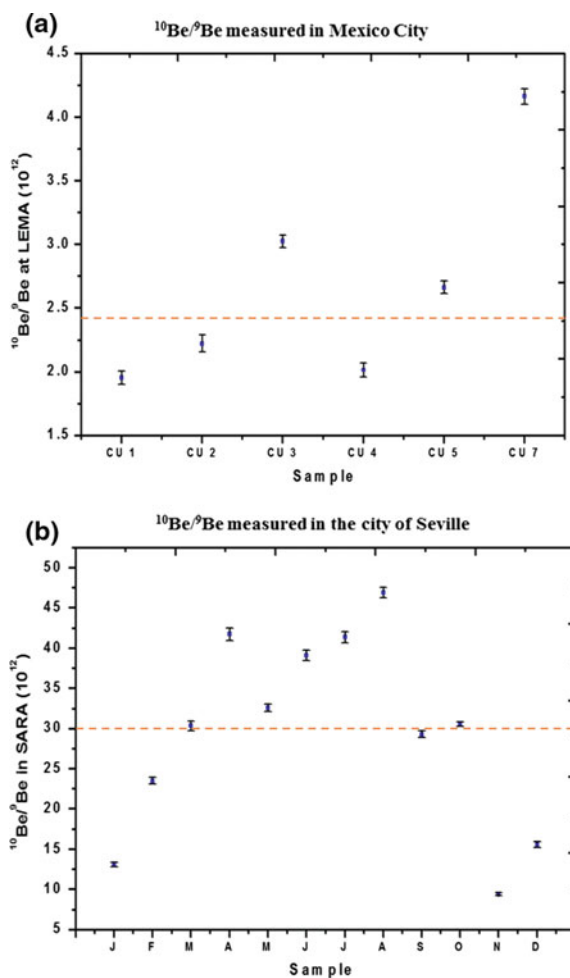 (a)
¹⁰Be/⁹Be measured in Mexico City
¹⁰Be/⁹Be at LEMA (10¹²)
4.5
4.0
3.5
3.0
2.5
2.0
1.5
CU 1 CU 2 CU 3 CU 4 CU 5 CU 7
Sample
(b)
¹⁰Be/⁹Be measured in the city of Seville
¹⁰Be/⁹Be in SARA (10¹²)
50
45
40
35
30
25
20
15
10
5
J F M A M J J A S O N D
Sample